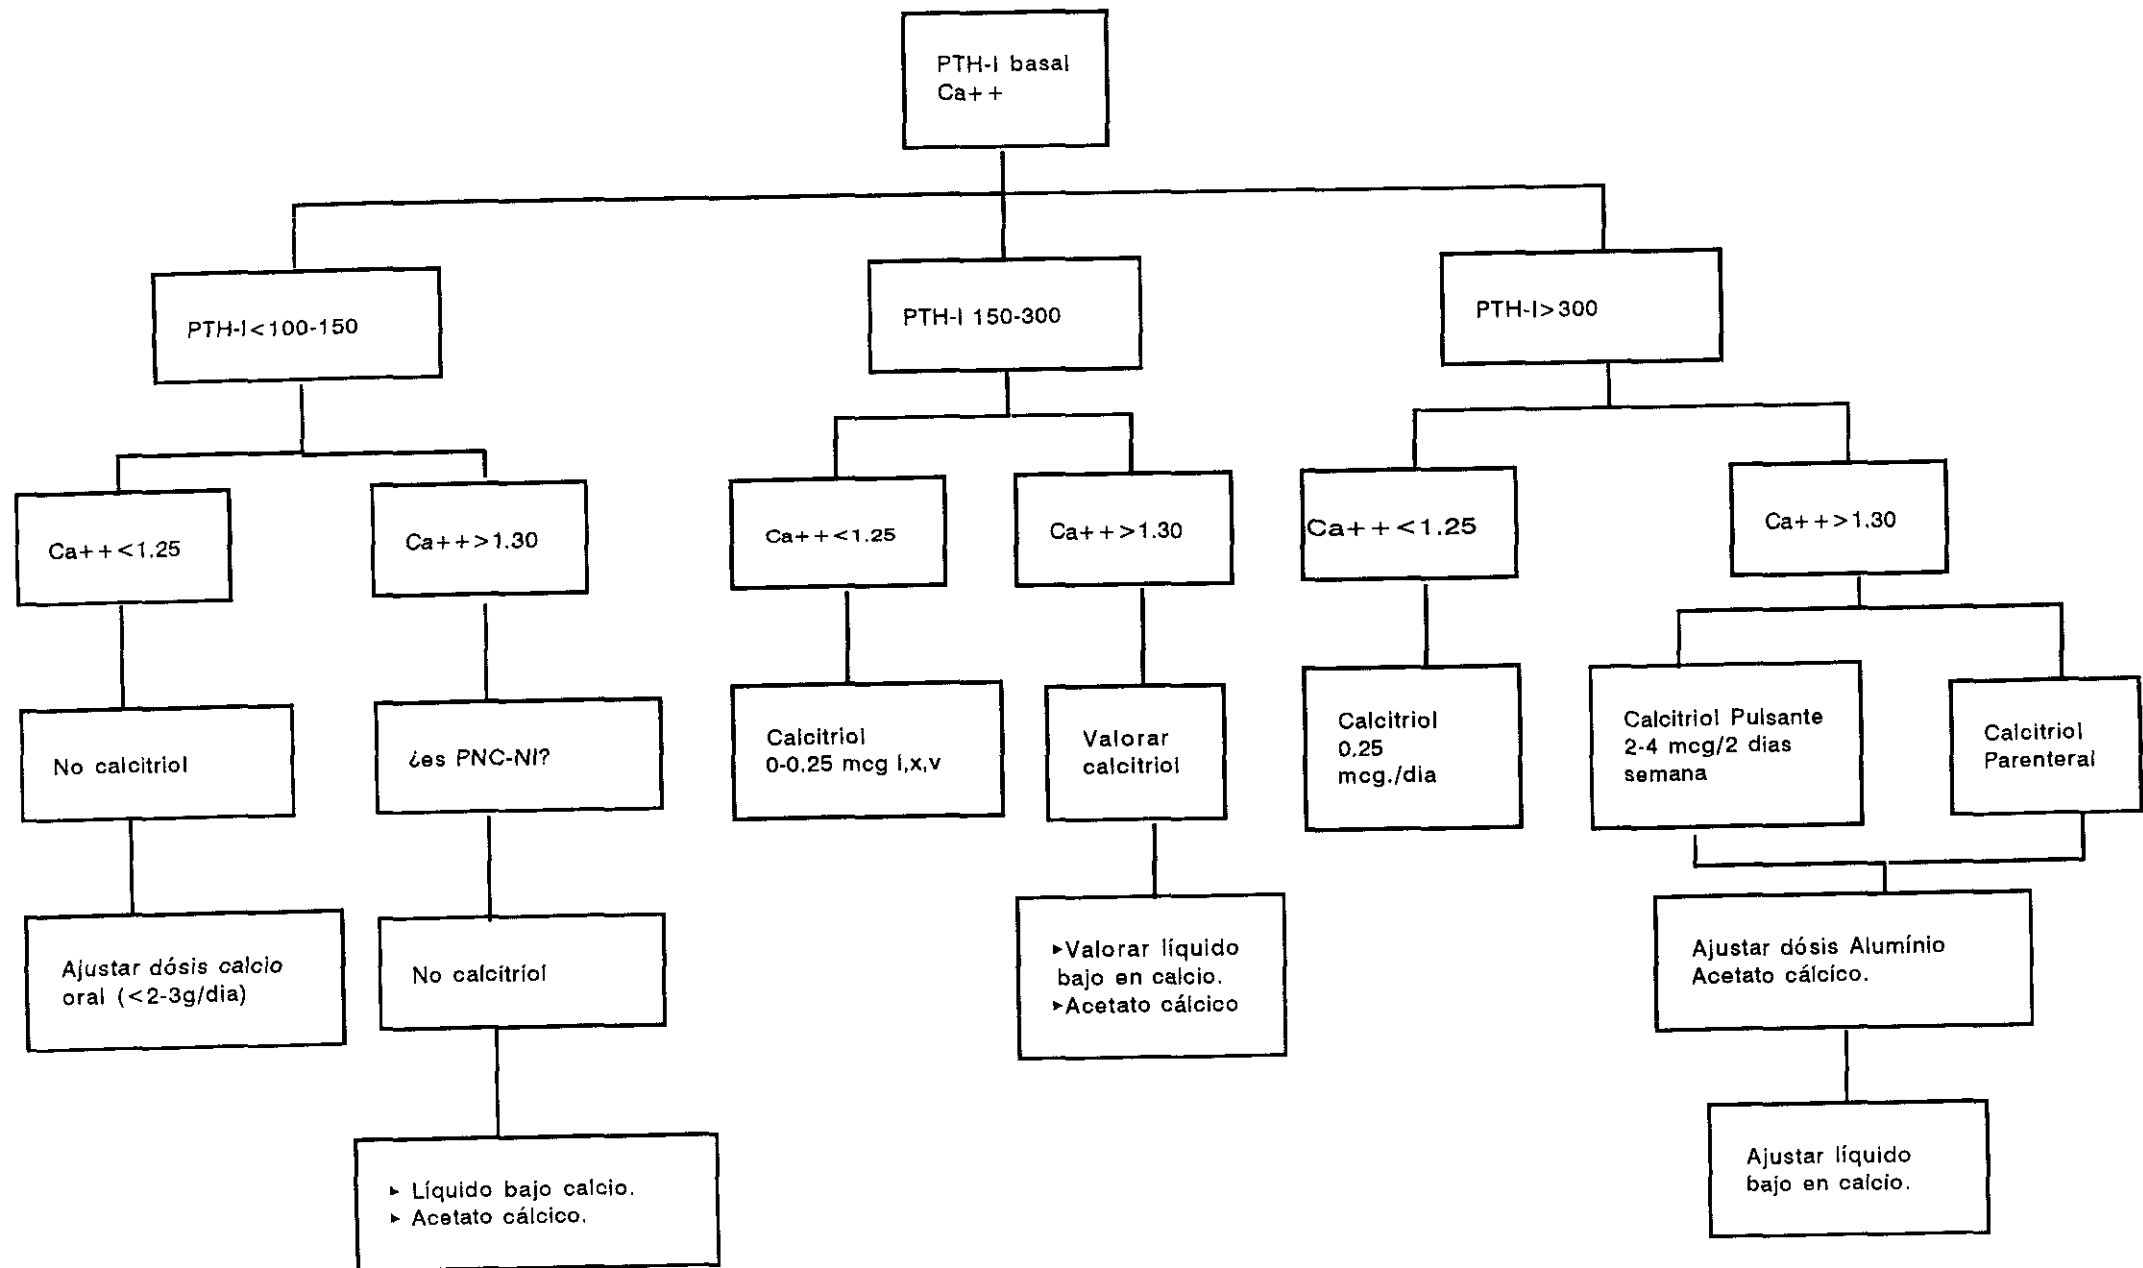 PTH-I basal
Ca++
PTH-I<100-150
PTH-I 150-300
PTH-I>300
Ca++<1.25
Ca++>1.30
Ca++<1.25
Ca++>1.30
Ca++<1.25
Ca++>1.30
No calcitriol
¿es PNC-NI?
Calcitriol
0-0.25 mcg l,x,v
Valorar
calcitriol
Calcitriol
0.25
mcg./dia
Calcitriol Pulsante
2-4 mcg/2 dias
semana
Calcitriol
Parenteral
Ajustar dósis calcio
oral (<2-3g/dia)
No calcitríol
▸Valorar líquido
bajo en calcio.
▸Acetato cálcico
Ajustar dósis Alumínio
Acetato cálcíco.
▸ Líquido bajo calcio.
▸ Acetato cálcico.
Ajustar líquido
bajo en calcio.